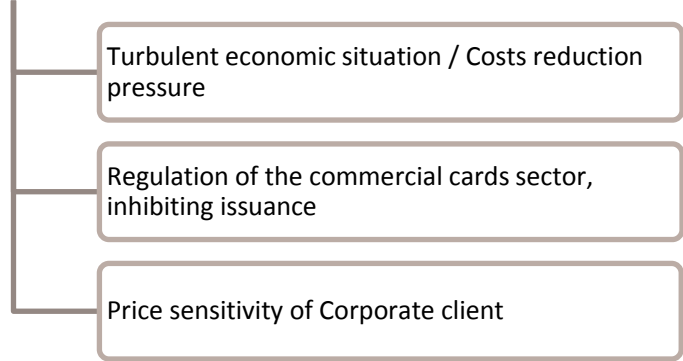 Turbulent economic situation / Costs reduction
pressure
Regulation of the commercial cards sector,
inhibiting issuance
Price sensitivity of Corporate client